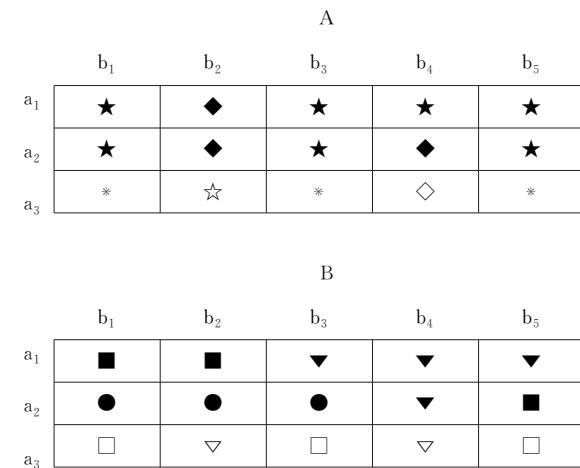 A
b₁ b₂ b₃ b₄ b₅
a₁ ★ ◆ ★ ★ ★
a₂ ★ ◆ ★ ◆ ★
a₃ * ☆ * ◇ *
B
b₁ b₂ b₃ b₄ b₅
a₁ ■ ■ ▼ ▼ ▼
a₂ ● ● ● ▼ ■
a₃ □ ▽ □ ▽ □